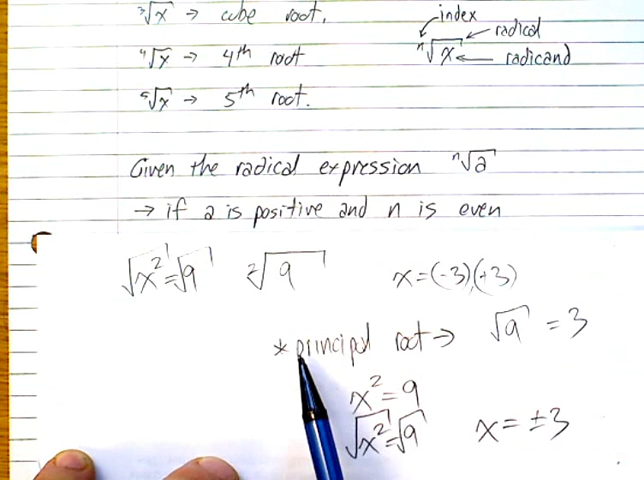 ³√x → cube root.
index
radical
ⁿ√x ← radicand
⁴√x → 4th root
⁵√x → 5th root.
Given the radical expression ⁿ√a
→ if a is positive and n is even
√x² = √9 ²√9 x = (-3)(+3)
* principal root → √9 = 3
x² = 9
√x² = √9 x = ±3